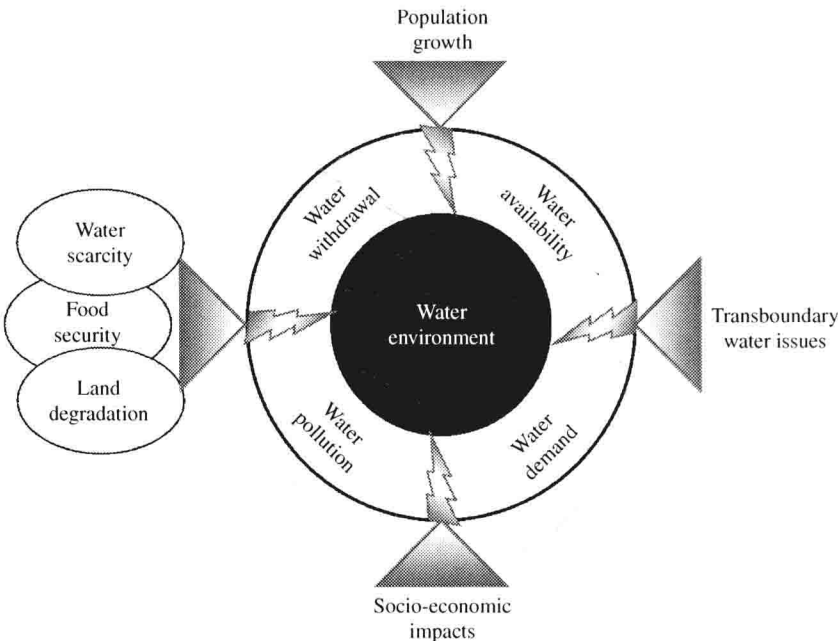 Population
growth
Water
withdrawal
Water
availability
Water
scarcity
Food
security
Land
degradation
Water
environment
Transboundary
water issues
Water
pollution
Water
demand
Socio-economic
impacts